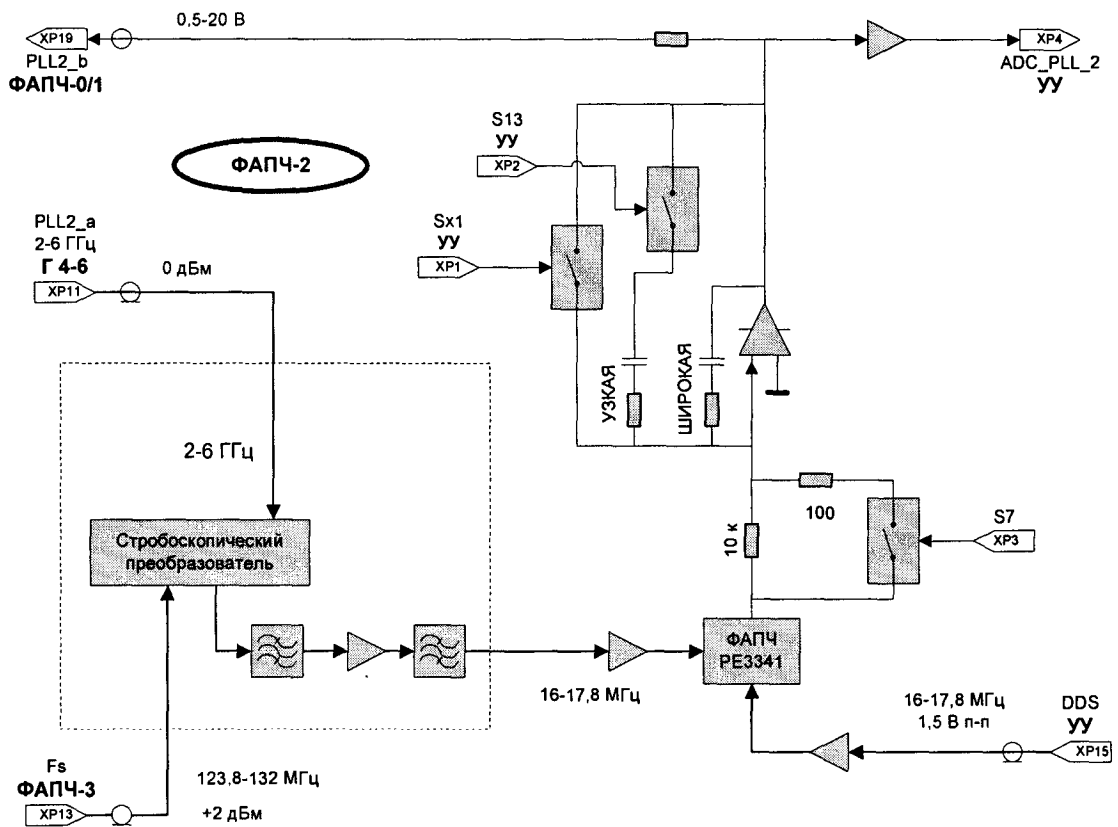 0,5-20 В
XP19
PLL2_b
ФАПЧ-0/1
XP4
ADC_PLL_2
УУ
ФАПЧ-2
S13
УУ
XP2
Sx1
УУ
XP1
PLL2_a
2-6 ГГц
Г 4-6
XP11
0 дБм
УЗКАЯ
ШИРОКАЯ
2-6 ГГц
Стробоскопический
преобразователь
10 к
100
S7
XP3
ФАПЧ
PE3341
16-17,8 МГц
16-17,8 МГц
1,5 В п-п
DDS
УУ
XP15
Fs
ФАПЧ-3
XP13
123,8-132 МГц
+2 дБм